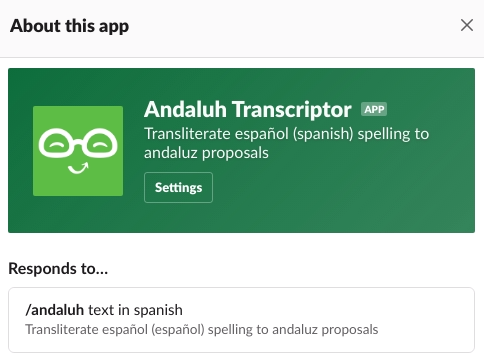 About this app
Andaluh Transcriptor APP
Transliterate español (spanish) spelling to
andaluz proposals
Settings
Responds to...
/andaluh text in spanish
Transliterate español (español) spelling to andaluz proposals